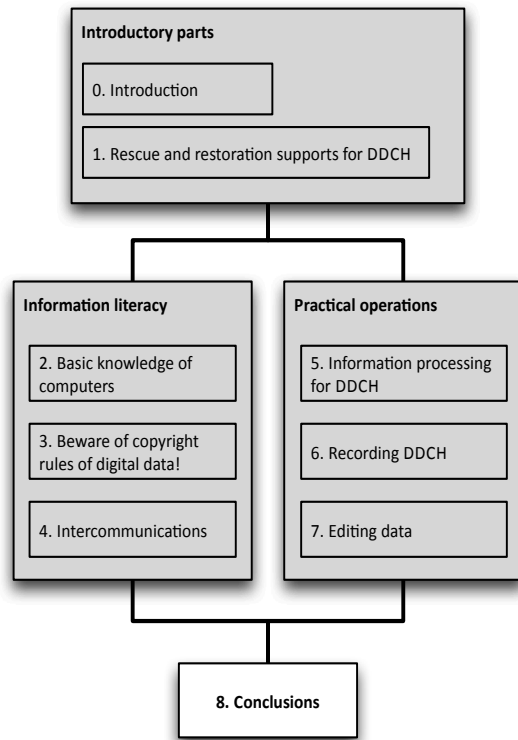 Introductory parts
0. Introduction
1. Rescue and restoration supports for DDCH
Information literacy
2. Basic knowledge of
computers
3. Beware of copyright
rules of digital data!
4. Intercommunications
Practical operations
5. Information processing
for DDCH
6. Recording DDCH
7. Editing data
8. Conclusions